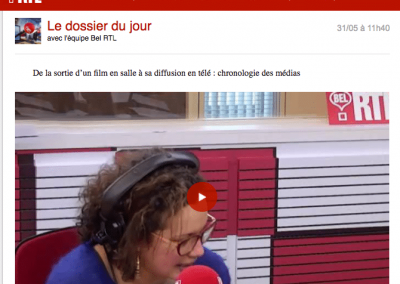 RTL
Le dossier du jour
avec l'équipe Bel RTL
31/05 à 11h40
De la sortie d'un film en salle à sa diffusion en télé : chronologie des médias
BEL
RTL